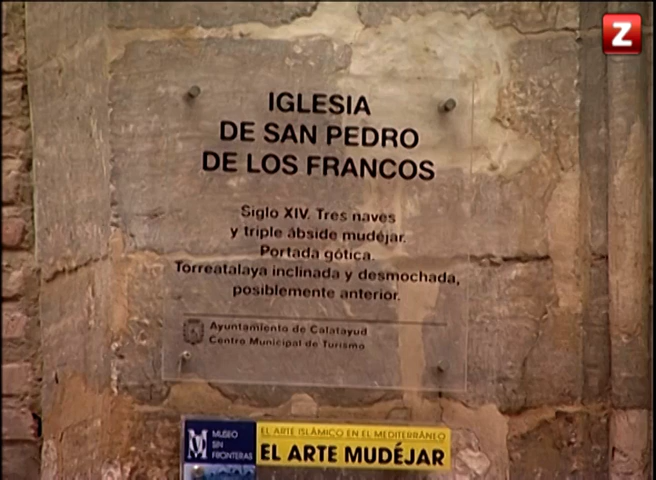 Z
IGLESIA
DE SAN PEDRO
DE LOS FRANCOS
Siglo XIV. Tres naves
y triple ábside mudéjar.
Portada gótica.
Torreatalaya inclinada y desmochada,
posiblemente anterior.
Ayuntamiento de Calatayud
Centro Municipal de Turismo
MUSEO
SIN
FRONTERAS
EL ARTE ISLÁMICO EN EL MEDITERRÁNEO
EL ARTE MUDÉJAR